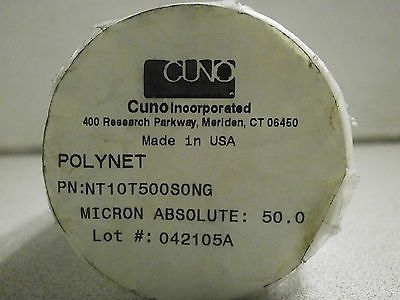 CUNO
Cuno Incorporated
400 Research Parkway, Meriden, CT 06450
Made in USA
POLYNET
PN:NT10T500S0NG
MICRON ABSOLUTE: 50.0
Lot #: 042105A